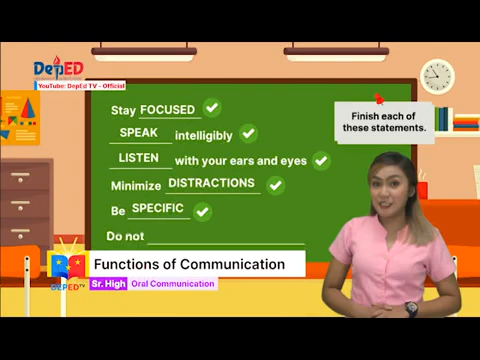 DepED
YouTube: DepEd TV - Official
Stay FOCUSED
SPEAK intelligibly
LISTEN with your ears and eyes
Minimize DISTRACTIONS
Be SPECIFIC
Do not
Finish each of
these statements.
Functions of Communication
DEPED TV
Sr. High Oral Communication